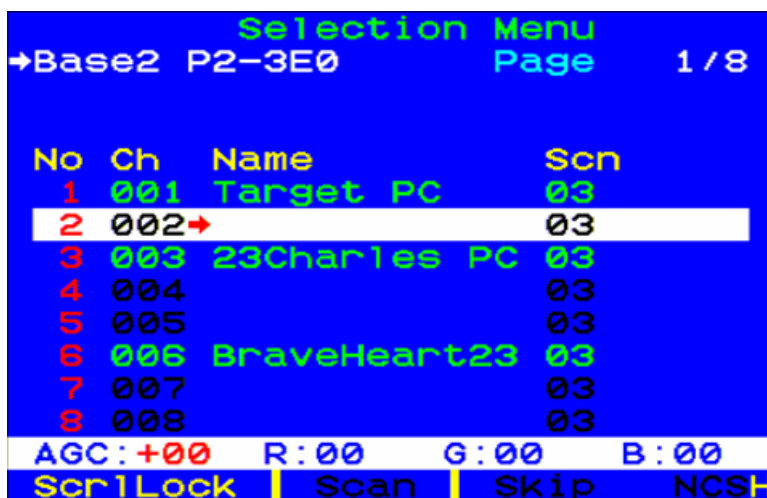 Selection Menu
→Base2 P2-3E0 Page 1/8
No Ch Name Scn
1 001 Target PC 03
2 002→ 03
3 003 23Charles PC 03
4 004 03
5 005 03
6 006 BraveHeart23 03
7 007 03
8 008 03
AGC:+00 R:00 G:00 B:00
ScrlLock Scan Skip NCSH